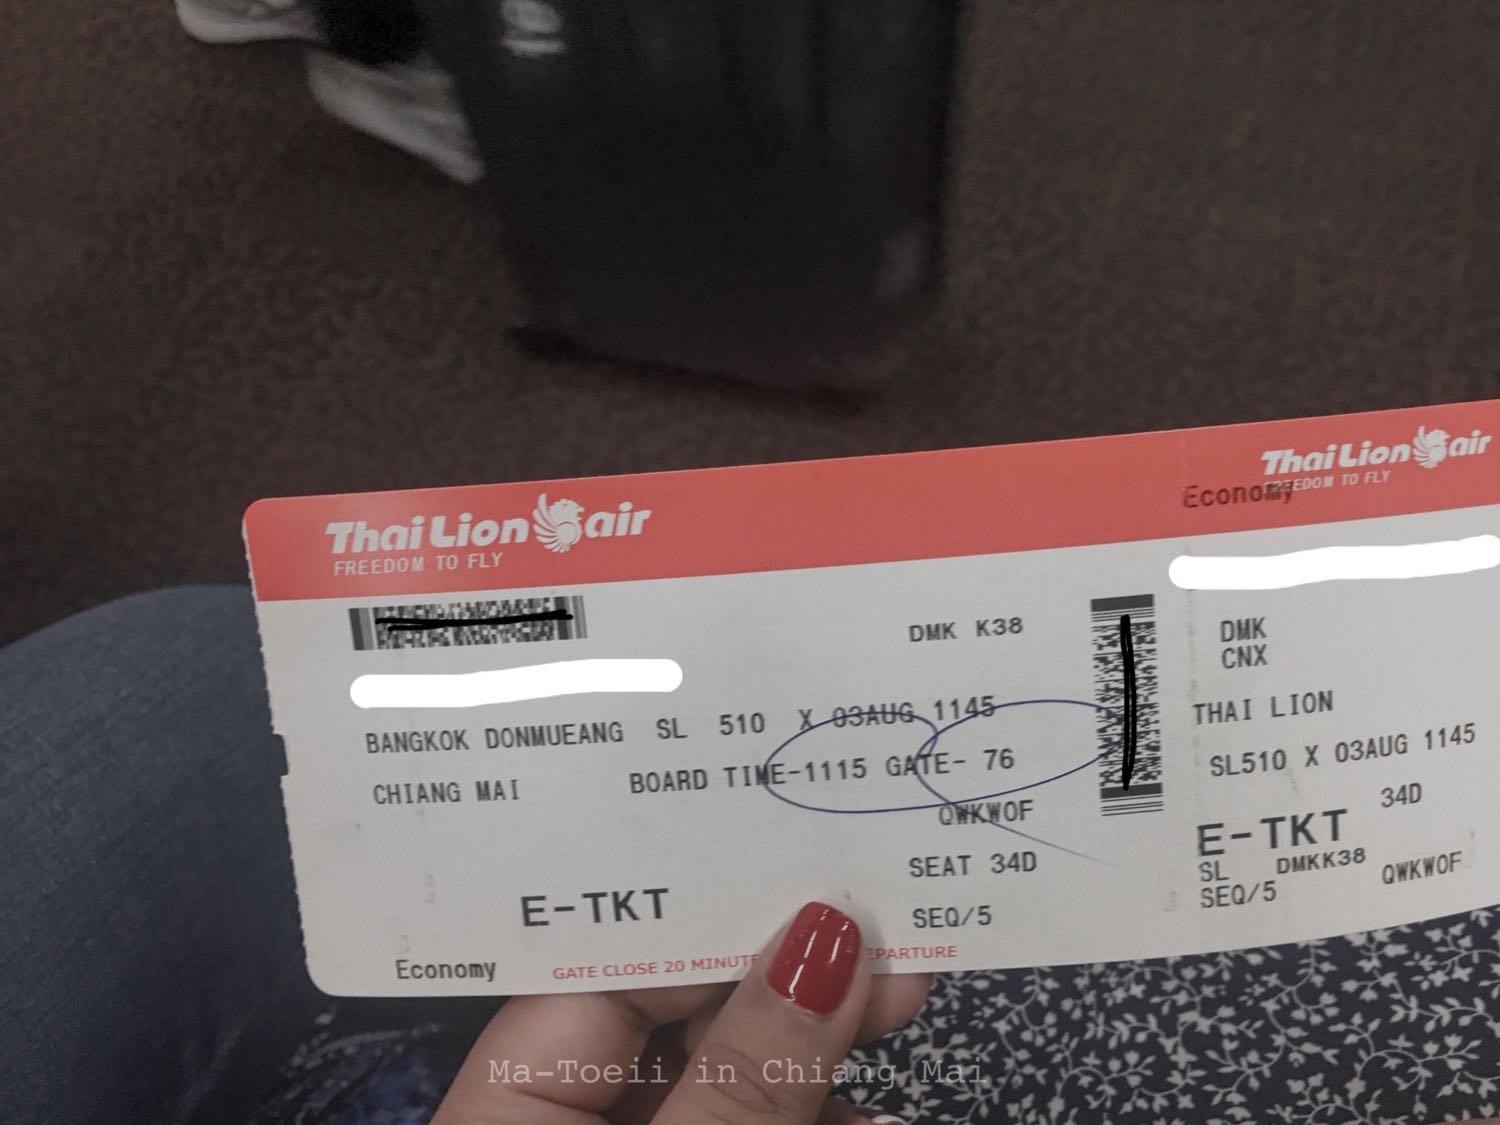 Thai Lion air
FREEDOM TO FLY
DMK K38
BANGKOK DONMUEANG SL 510 X 03AUG 1145
CHIANG MAI BOARD TIME-1115 GATE- 76
QWKWOF
SEAT 34D
E-TKT
SEQ/5
Economy
GATE CLOSE 20 MINUTE EPARTURE
Thai Lion air
FREEDOM TO FLY
Economy
DMK
CNX
THAI LION
SL510 X 03AUG 1145
34D
E-TKT
SL DMKK38
SEQ/5 QWKWOF
Ma-Toeii in Chiang Mai